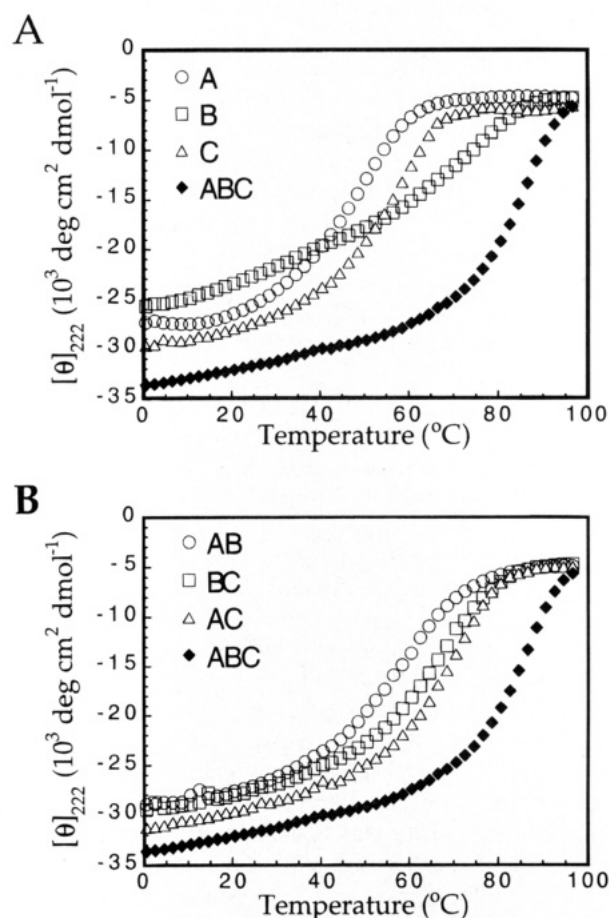 A
0
-5
-10
-15
-20
-25
-30
-35
[θ]222 (10³ deg cm² dmol⁻¹)
A
B
C
ABC
0 20 40 60 80 100
Temperature (°C)
B
0
-5
-10
-15
-20
-25
-30
-35
[θ]222 (10³ deg cm² dmol⁻¹)
AB
BC
AC
ABC
0 20 40 60 80 100
Temperature (°C)